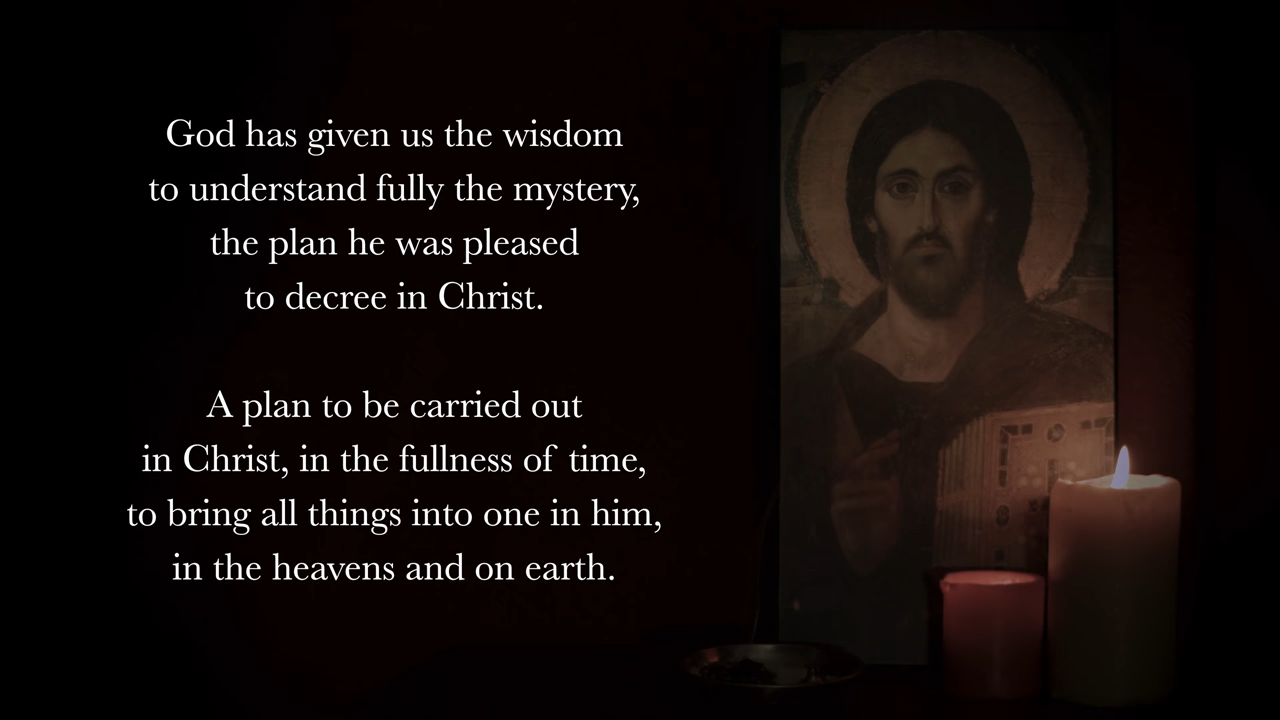 God has given us the wisdom
to understand fully the mystery,
the plan he was pleased
to decree in Christ.
A plan to be carried out
in Christ, in the fullness of time,
to bring all things into one in him,
in the heavens and on earth.